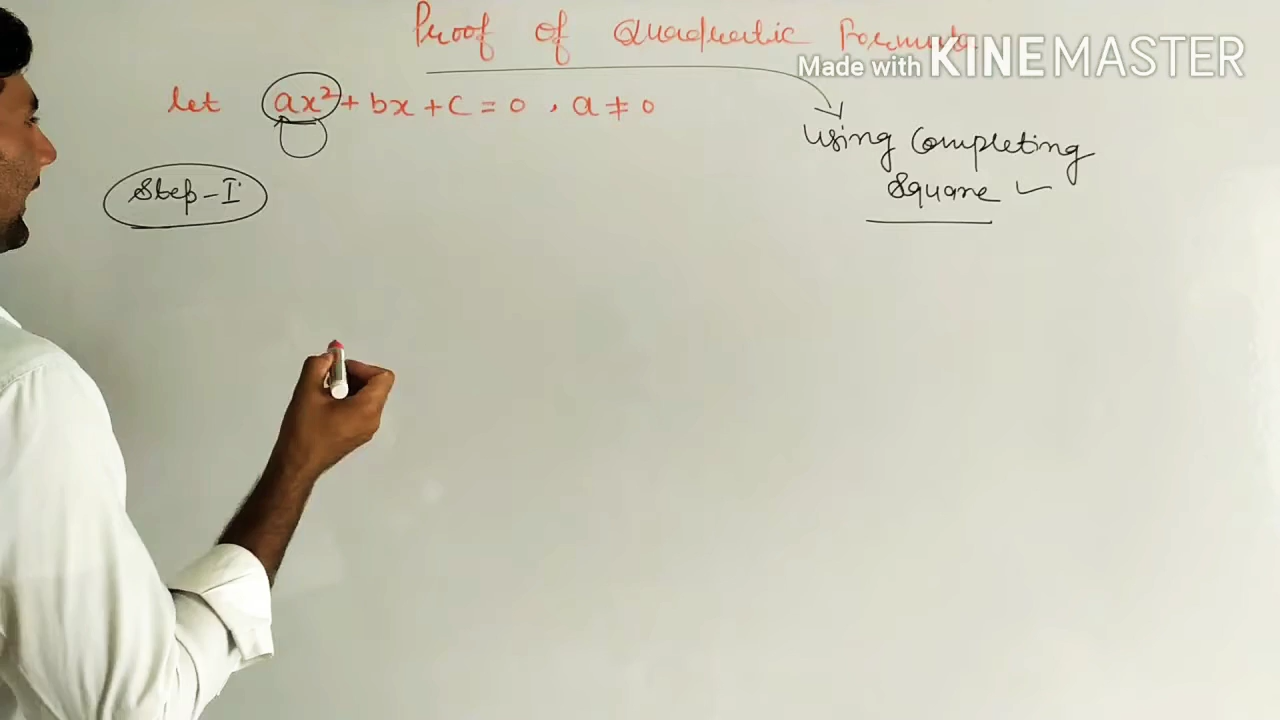 Proof of Quadratic Formula
Made with KINEMASTER
let ax² + bx + c = 0 , a ≠ 0
Using Completing
Square
Step-I